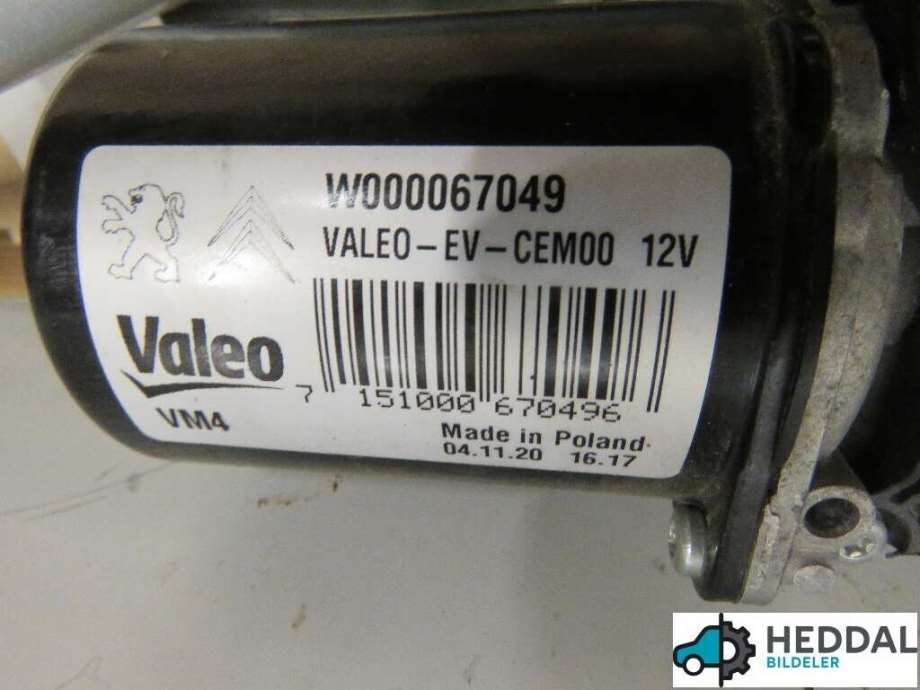 W000067049
VALEO-EV-CEM00 12V
Valeo
VM4
7 151000 670496
Made in Poland
04.11.20 16.17
HEDDAL
BILDELER